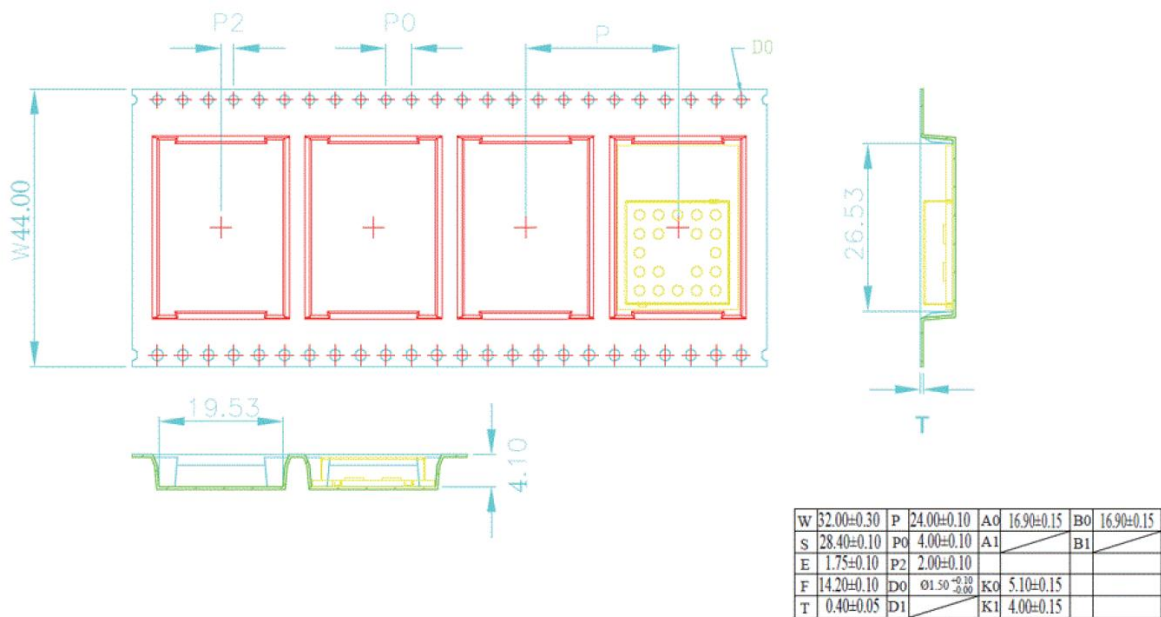 P2 P0 P D0
W44.00
26.53
T
19.53
4.10
W 32.00±0.30 P 24.00±0.10 A0 16.90±0.15 B0 16.90±0.15
S 28.40±0.10 P0 4.00±0.10 A1 B1
E 1.75±0.10 P2 2.00±0.10
F 14.20±0.10 D0 Ø1.50 +0.10 -0.00 K0 5.10±0.15
T 0.40±0.05 D1 K1 4.00±0.15